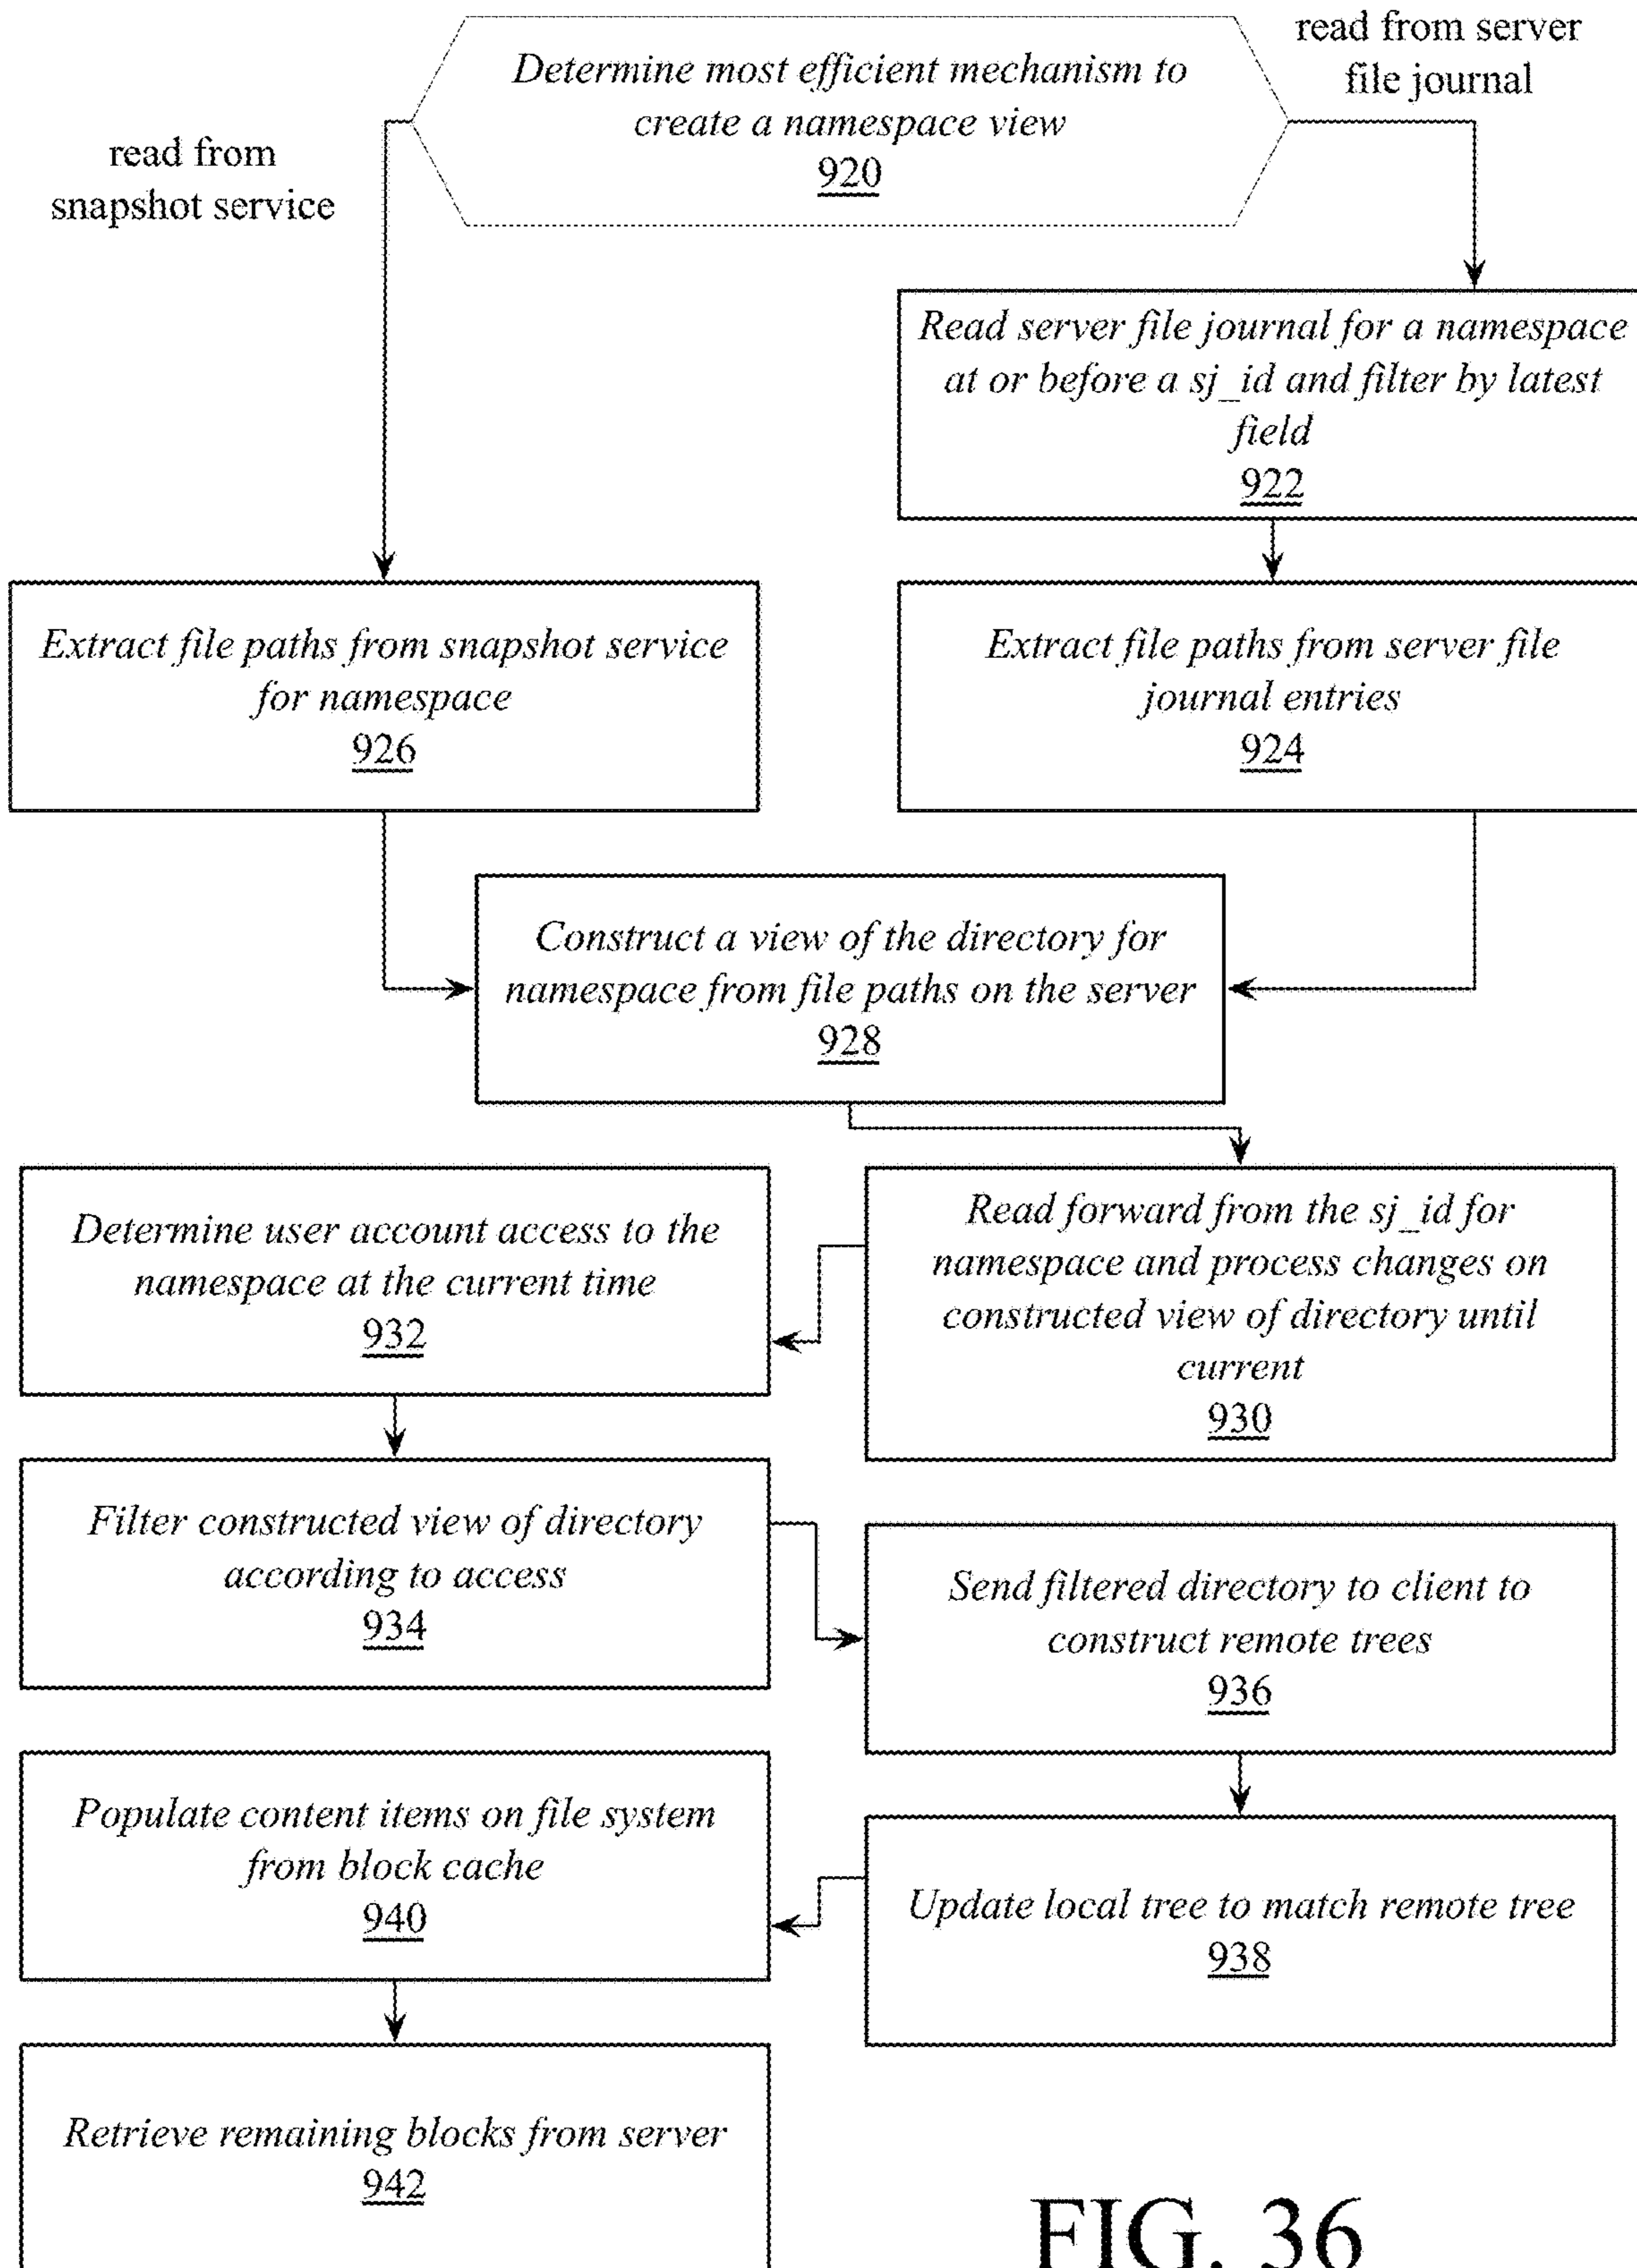 read from server
file journal
Determine most efficient mechanism to
create a namespace view
920
read from
snapshot service
Read server file journal for a namespace
at or before a sj_id and filter by latest
field
922
Extract file paths from snapshot service
for namespace
926
Extract file paths from server file
journal entries
924
Construct a view of the directory for
namespace from file paths on the server
928
Read forward from the sj_id for
namespace and process changes on
constructed view of directory until
current
930
Determine user account access to the
namespace at the current time
932
Filter constructed view of directory
according to access
934
Send filtered directory to client to
construct remote trees
936
Update local tree to match remote tree
938
Populate content items on file system
from block cache
940
Retrieve remaining blocks from server
942
FIG. 36